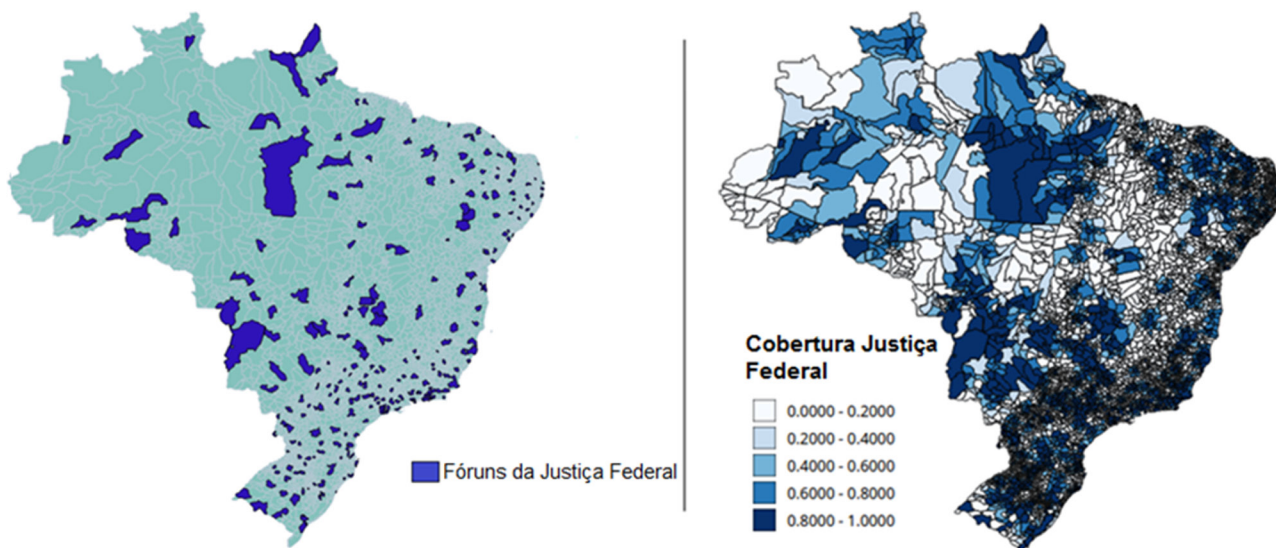 Fóruns da Justiça Federal
Cobertura Justiça
Federal
0.0000 - 0.2000
0.2000 - 0.4000
0.4000 - 0.6000
0.6000 - 0.8000
0.8000 - 1.0000